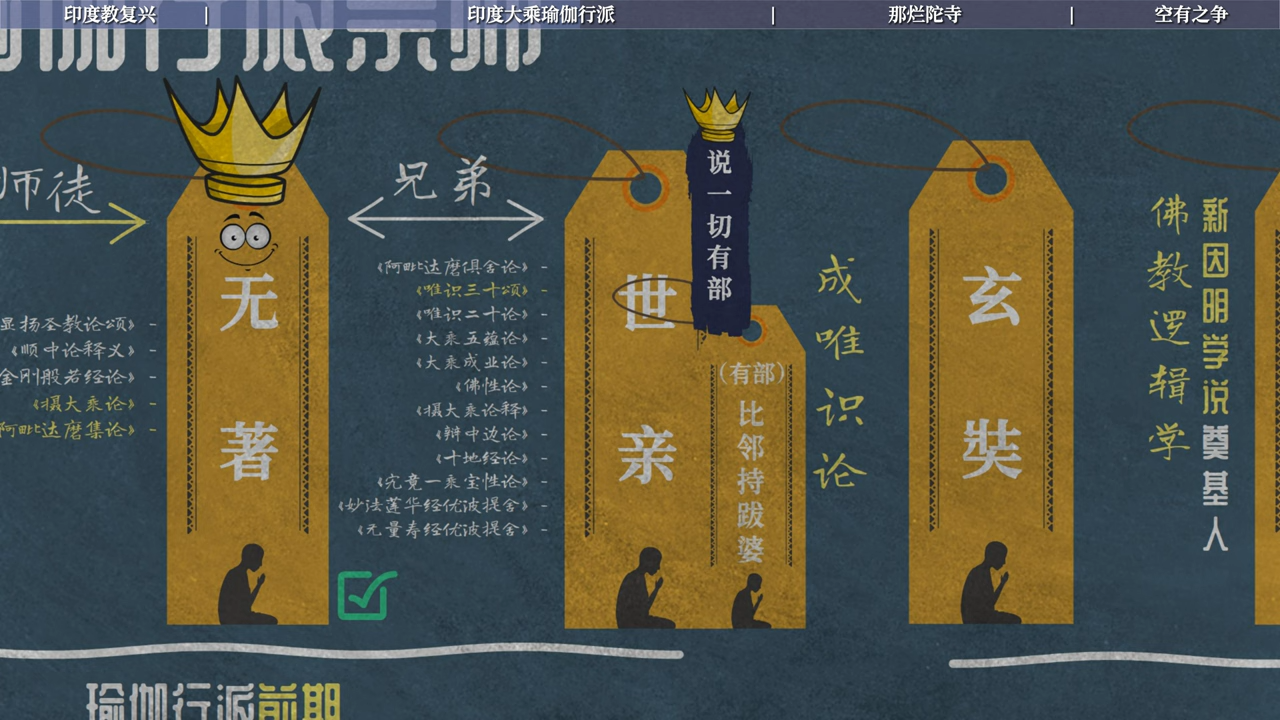 印度教复兴
印度大乘瑜伽行派
那烂陀寺
空有之争
伽行派宗师
师徒
兄弟
显扬圣教论颂》 -
《顺中论释义》 -
金刚般若经论》 -
《摄大乘论》 -
阿毗达磨集论》 -
无著
《阿毗达磨俱舍论》 -
《唯识三十颂》 -
《唯识二十论》 -
《大乘五蕴论》 -
《大乘成业论》 -
《佛性论》 -
《摄大乘论释》 -
《辩中边论》 -
《十地经论》 -
《究竟一乘宝性论》 -
《妙法莲华经优波提舍》 -
《无量寿经优波提舍》 -
世亲
说一切有部
(有部)
比邻持跋婆
成唯识论
玄奘
佛教逻辑学
新因明学说奠基人
瑜伽行派前期